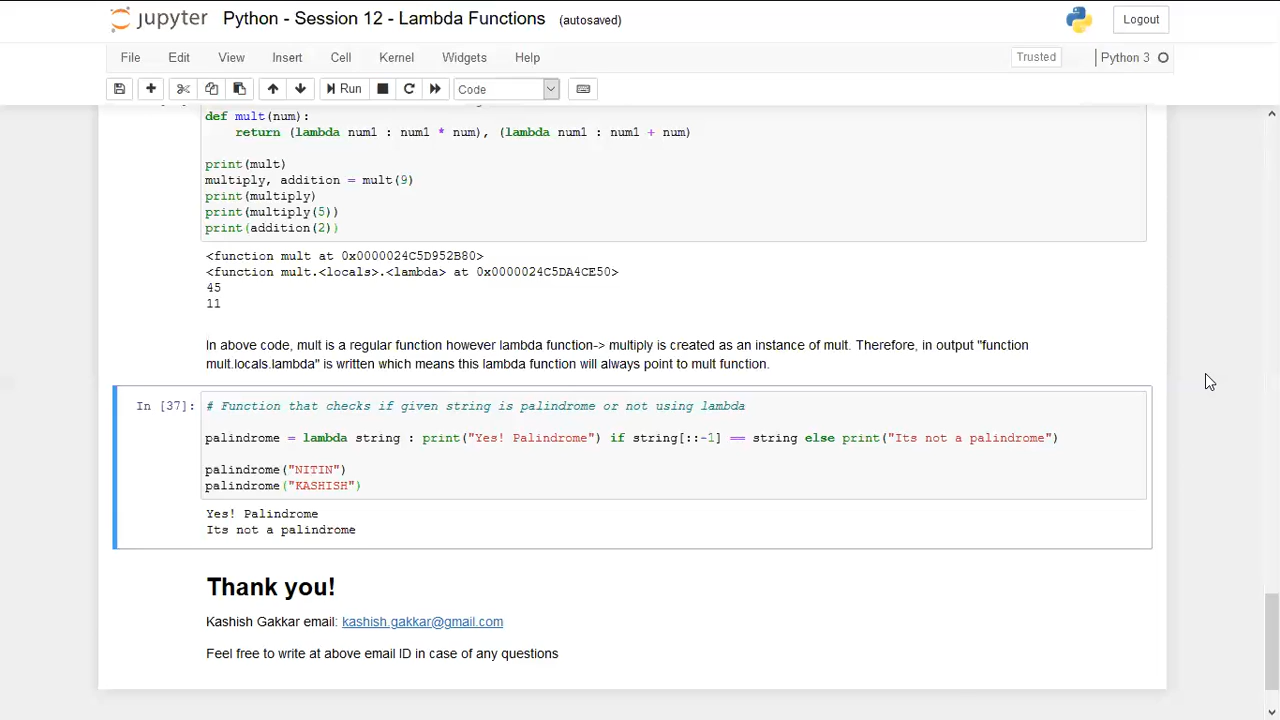 jupyter Python - Session 12 - Lambda Functions (autosaved) Logout
File Edit View Insert Cell Kernel Widgets Help Trusted Python 3
Run Code
def mult(num):
    return (lambda num1 : num1 * num), (lambda num1 : num1 + num)
print(mult)
multiply, addition = mult(9)
print(multiply)
print(multiply(5))
print(addition(2))
<function mult at 0x0000024C5D952B80>
<function mult.<locals>.<lambda> at 0x0000024C5DA4CE50>
45
11
In above code, mult is a regular function however lambda function-> multiply is created as an instance of mult. Therefore, in output "function
mult.locals.lambda" is written which means this lambda function will always point to mult function.
In [37]: # Function that checks if given string is palindrome or not using lambda
palindrome = lambda string : print("Yes! Palindrome") if string[::-1] == string else print("Its not a palindrome")
palindrome("NITIN")
palindrome("KASHISH")
Yes! Palindrome
Its not a palindrome
Thank you!
Kashish Gakkar email: kashish.gakkar@gmail.com
Feel free to write at above email ID in case of any questions